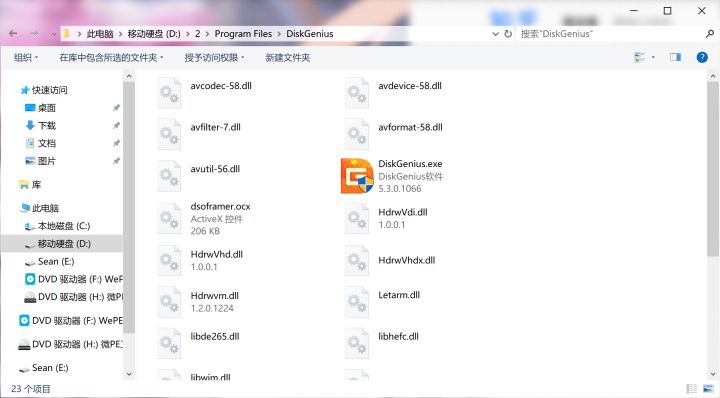 此电脑 移动硬盘 (D:) 2 Program Files DiskGenius
搜索"DiskGenius"
组织 在库中包含所选的文件夹 授予访问权限 新建文件夹
快速访问
桌面
下载
文档
图片
库
此电脑
本地磁盘 (C:)
移动硬盘 (D:)
Sean (E:)
DVD 驱动器 (F:) WePE
DVD 驱动器 (H:) 微PE
DVD 驱动器 (F:) WePE
DVD 驱动器 (H:) 微PE
Sean (E:)
avcodec-58.dll
avdevice-58.dll
avfilter-7.dll
avformat-58.dll
avutil-56.dll
DiskGenius.exe
DiskGenius软件
5.3.0.1066
dsoframer.ocx
ActiveX 控件
206 KB
HdrwVdi.dll
1.0.0.1
HdrwVhd.dll
1.0.0.1
HdrwVhdx.dll
Hdrwvm.dll
1.2.0.1224
Letarm.dll
libde265.dll
libhefc.dll
libwim.dll
23 个项目